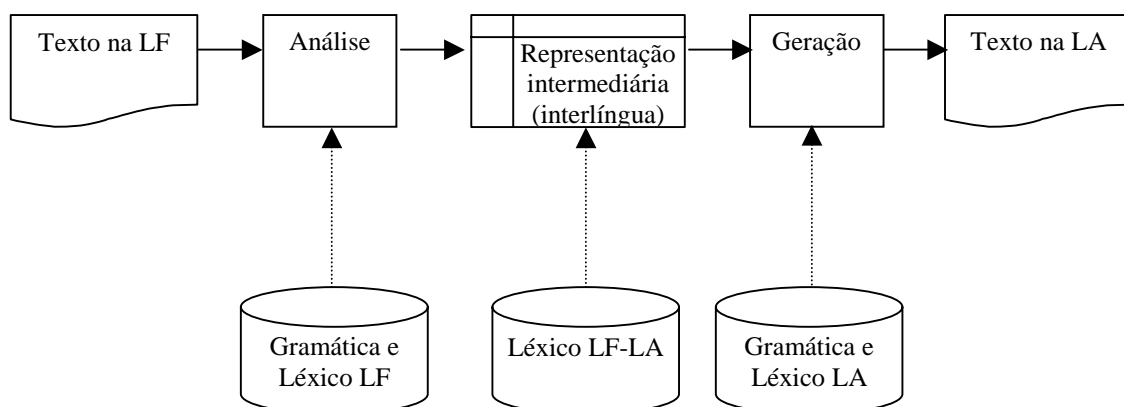 Texto na LF
Análise
Representação
intermediária
(interlíngua)
Geração
Texto na LA
Gramática e
Léxico LF
Léxico LF-LA
Gramática e
Léxico LA